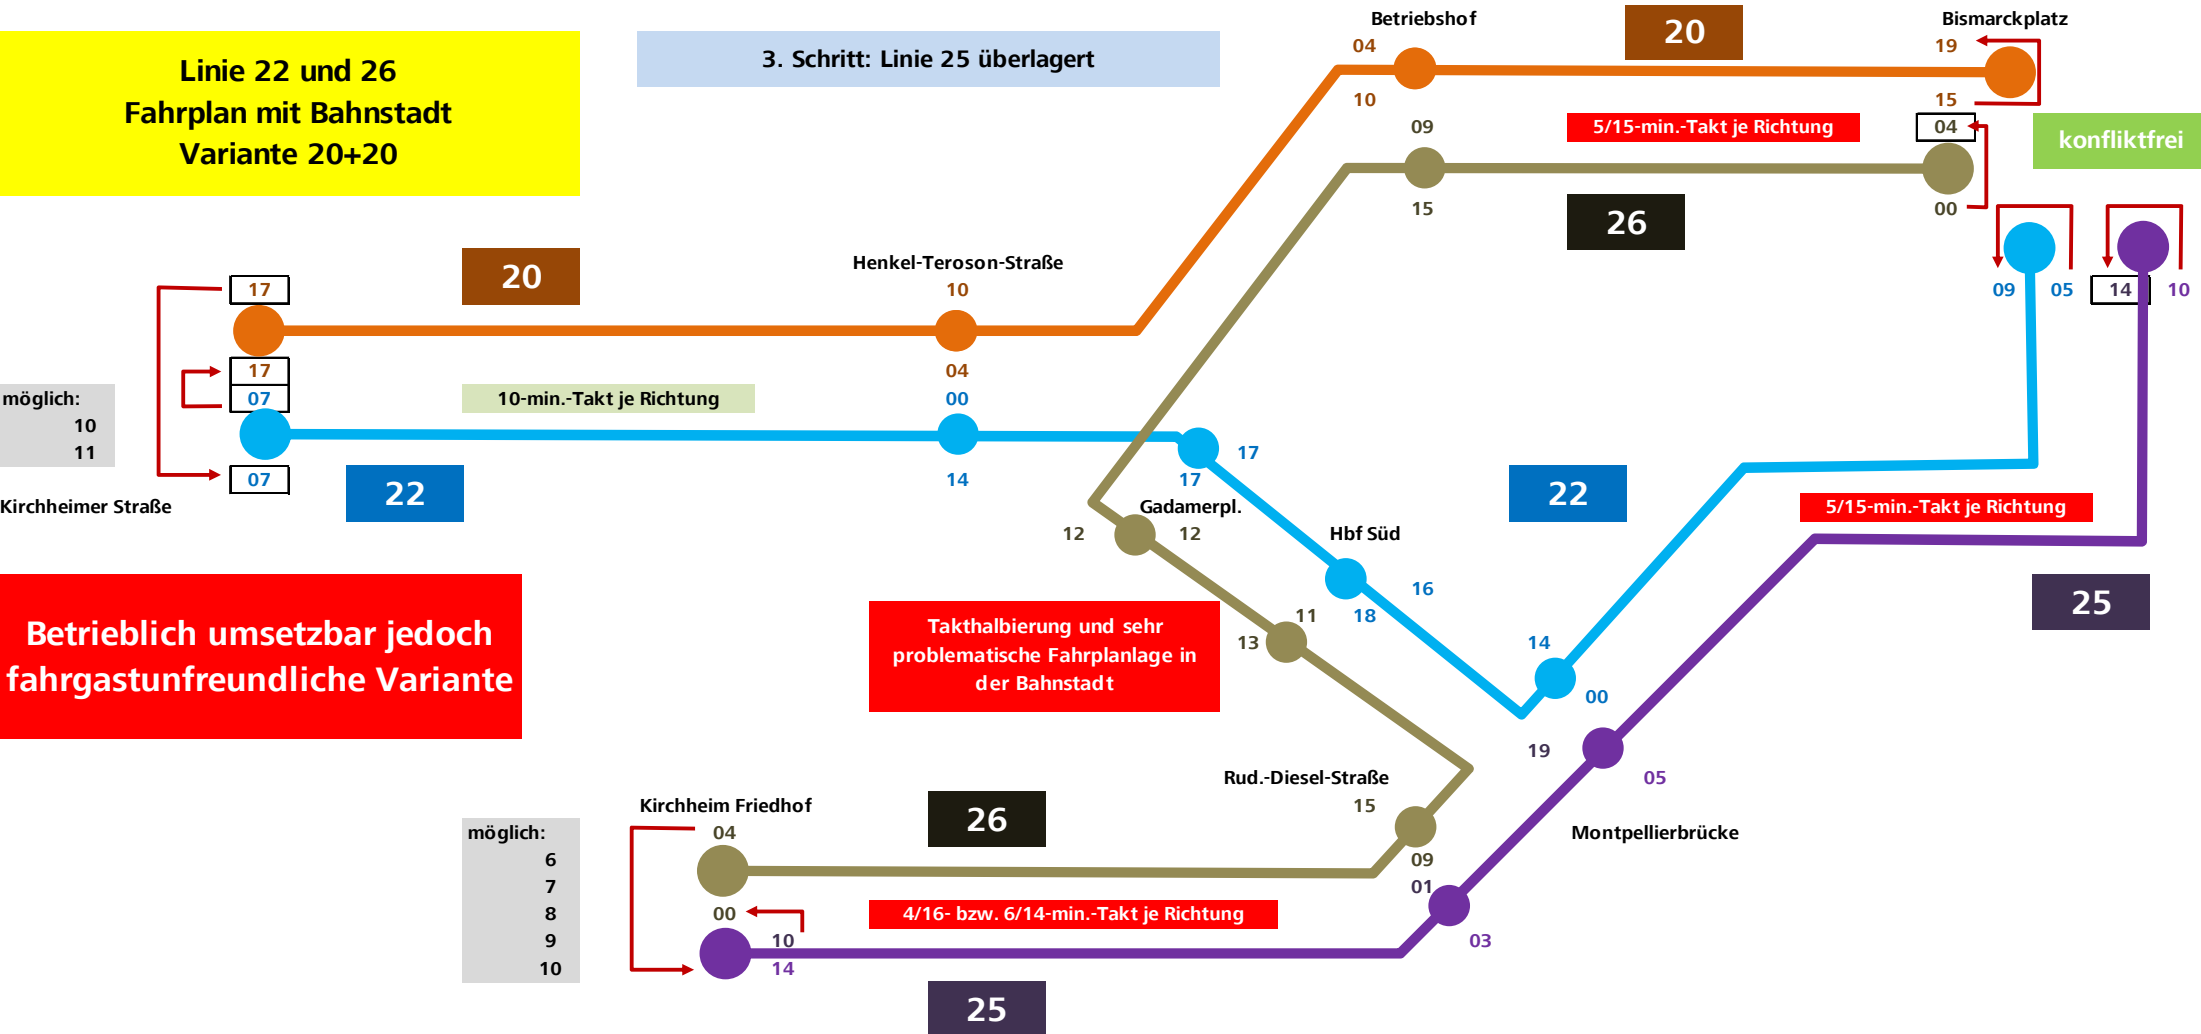 Linie 22 und 26
Fahrplan mit Bahnstadt
Variante 20+20
3. Schritt: Linie 25 überlagert
Betriebshof
20
Bismarckplatz
04
19
10
15
09
5/15-min.-Takt je Richtung
04
konfliktfrei
15
26
00
20
Henkel-Teroson-Straße
17
10
09
05
14
10
17
04
möglich:
07
10-min.-Takt je Richtung
00
10
11
17
07
22
14
17
22
5/15-min.-Takt je Richtung
Kirchheimer Straße
Gadamerpl.
12
12
Hbf Süd
16
25
Betrieblich umsetzbar jedoch
fahrgastunfreundliche Variante
Takthalbierung und sehr
problematische Fahrplanlage in
der Bahnstadt
11
18
13
14
00
19
Rud.-Diesel-Straße
05
Kirchheim Friedhof
15
26
möglich:
04
Montpellierbrücke
6
09
7
01
8
00
4/16- bzw. 6/14-min.-Takt je Richtung
9
10
03
10
14
25